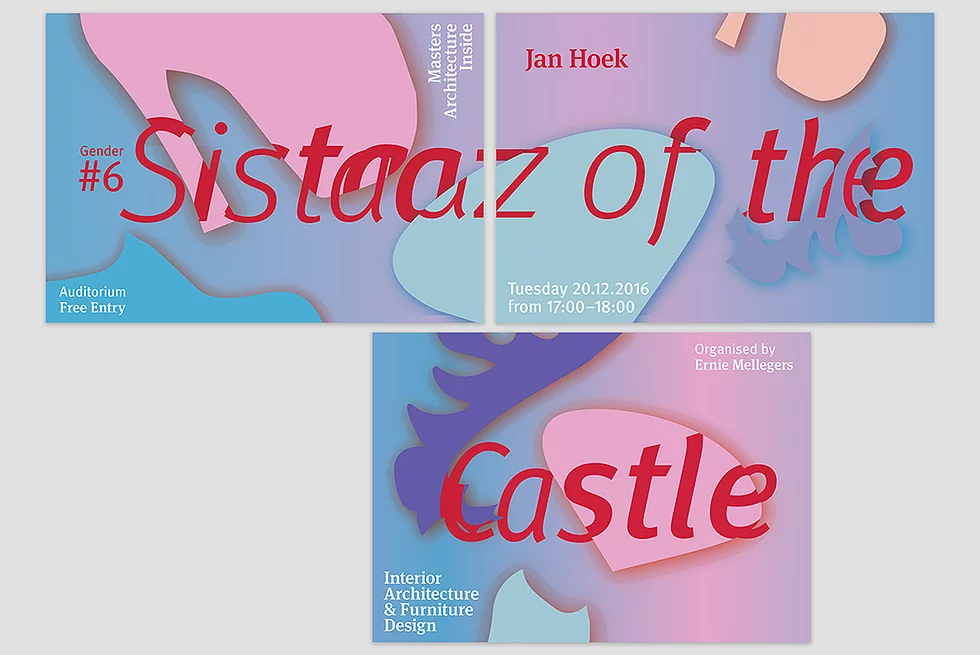 Masters
Architecture
Inside
Gender
#6
Sistaaz of the
Auditorium
Free Entry
Jan Hoek
Tuesday 20.12.2016
from 17:00–18:00
Organised by
Ernie Mellegers
Castle
Interior
Architecture
& Furniture
Design